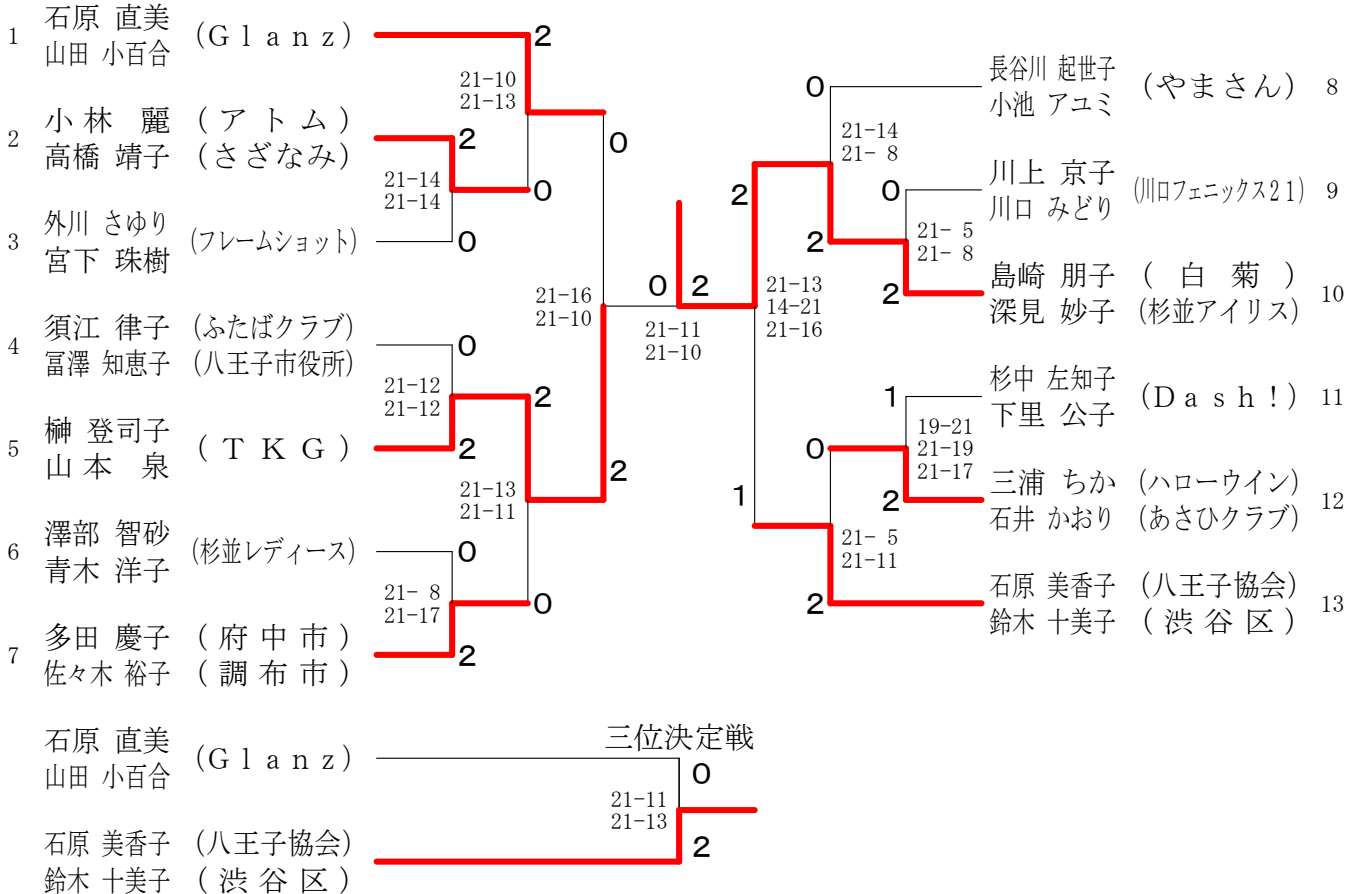 1 石原 直美 (Glanz) 2
山田 小百合
21-10
21-13
0
2 小林 麗 (アトム) 2
高橋 靖子 (さざなみ)
21-14
21-14
0
3 外川 さゆり (フレームショット) 0
宮下 珠樹
21-16
21-10
4 須江 律子 (ふたばクラブ) 0
冨澤 知恵子 (八王子市役所)
21-12
21-12
2
5 榊 登司子 (TKG) 2
山本 泉
21-13
21-11
2
6 澤部 智砂 (杉並レディース) 0
青木 洋子
21- 8
21-17
0
7 多田 慶子 (府中市) 2
佐々木 裕子 (調布市)
0 2
21-11
21-10
0 長谷川 起世子 (やまさん) 8
小池 アユミ
21-14
21- 8
2
0 川上 京子 (川口フェニックス21) 9
川口 みどり
2
21- 5
21- 8
2 島崎 朋子 (白菊) 10
深見 妙子 (杉並アイリス)
21-13
14-21
21-16
1 杉中 左知子 (Dash!) 11
下里 公子
19-21
21-19
21-17
0
2 三浦 ちか (ハローウイン) 12
石井 かおり (あさひクラブ)
1
21- 5
21-11
2 石原 美香子 (八王子協会) 13
鈴木 十美子 (渋谷区)
三位決定戦
石原 直美 (Glanz) 0
山田 小百合
21-11
21-13
石原 美香子 (八王子協会) 2
鈴木 十美子 (渋谷区)